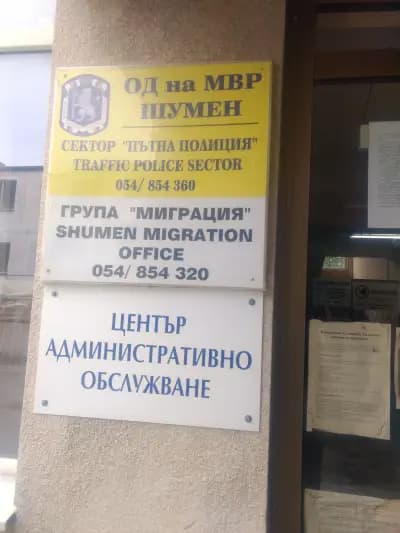 ОД на МВР
ШУМЕН
СЕКТОР "ПЪТНА ПОЛИЦИЯ"
TRAFFIC POLICE SECTOR
054/ 854 360
ГРУПА "МИГРАЦИЯ"
SHUMEN MIGRATION
OFFICE
054/ 854 320
ЦЕНТЪР
АДМИНИСТРАТИВНО
ОБСЛУЖВАНЕ